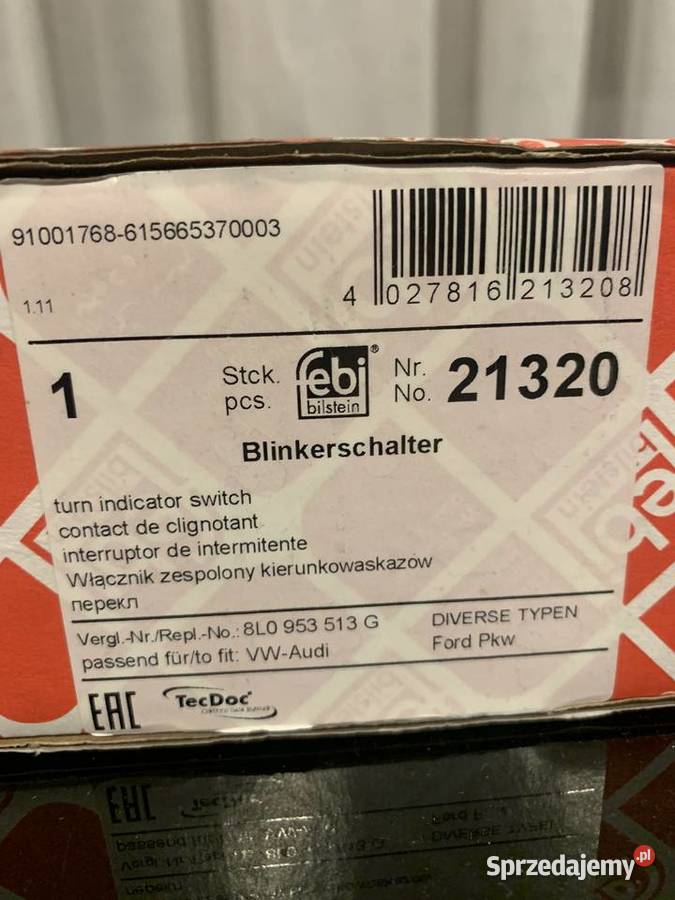 91001768-615665370003
1.11
4 027816 213208
1
Stck.
pcs.
febi®
bilstein
Nr.
No.
21320
Blinkerschalter
turn indicator switch
contact de clignotant
interruptor de intermitente
Włącznik zespolony kierunkowaskazów
перекл
Vergl.-Nr./Repl.-No.: 8L0 953 513 G
passend für/to fit: VW-Audi
DIVERSE TYPEN
Ford Pkw
EAC
TecDoc
Sprzedajemy.pl